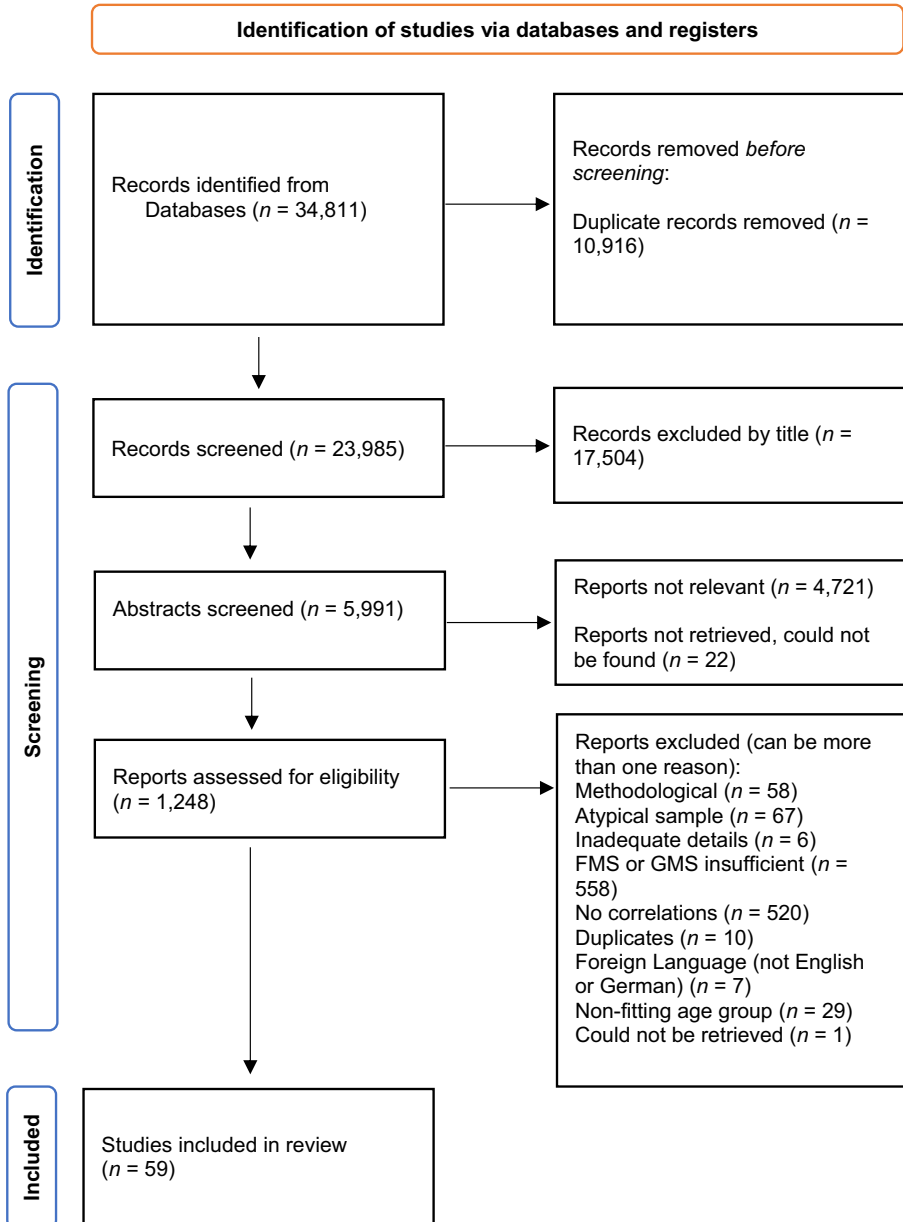 Identification of studies via databases and registers
Identification
Records identified from
Databases (n = 34,811)
Records removed before
screening:
Duplicate records removed (n =
10,916)
Screening
Records screened (n = 23,985)
Records excluded by title (n =
17,504)
Abstracts screened (n = 5,991)
Reports not relevant (n = 4,721)
Reports not retrieved, could not
be found (n = 22)
Reports assessed for eligibility
(n = 1,248)
Reports excluded (can be more
than one reason):
Methodological (n = 58)
Atypical sample (n = 67)
Inadequate details (n = 6)
FMS or GMS insufficient (n =
558)
No correlations (n = 520)
Duplicates (n = 10)
Foreign Language (not English
or German) (n = 7)
Non-fitting age group (n = 29)
Could not be retrieved (n = 1)
Included
Studies included in review
(n = 59)